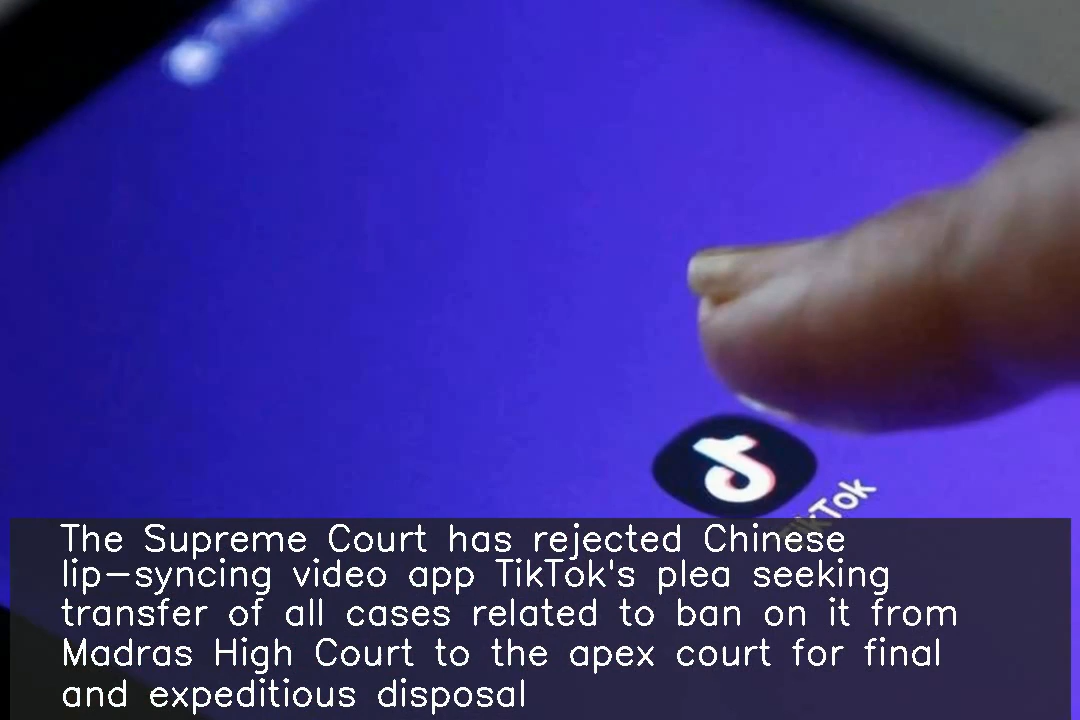 TikTok
The Supreme Court has rejected Chinese
lip-syncing video app TikTok's plea seeking
transfer of all cases related to ban on it from
Madras High Court to the apex court for final
and expeditious disposal